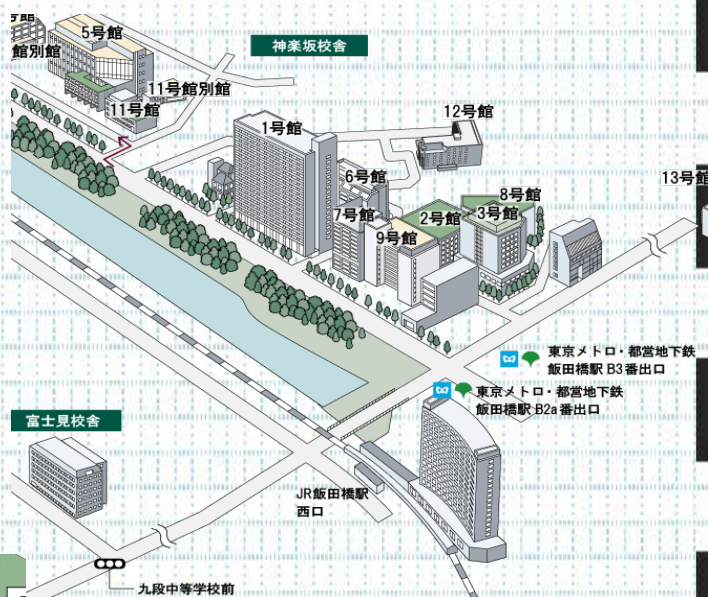 号館
5号館
館別館
神楽坂校舎
11号館別館
11号館
12号館
1号館
6号館
13号館
8号館
7号館
2号館
3号館
9号館
東京メトロ・都営地下鉄
飯田橋駅 B3番出口
東京メトロ・都営地下鉄
飯田橋駅 B2a番出口
富士見校舎
JR飯田橋駅
西口
九段中等学校前